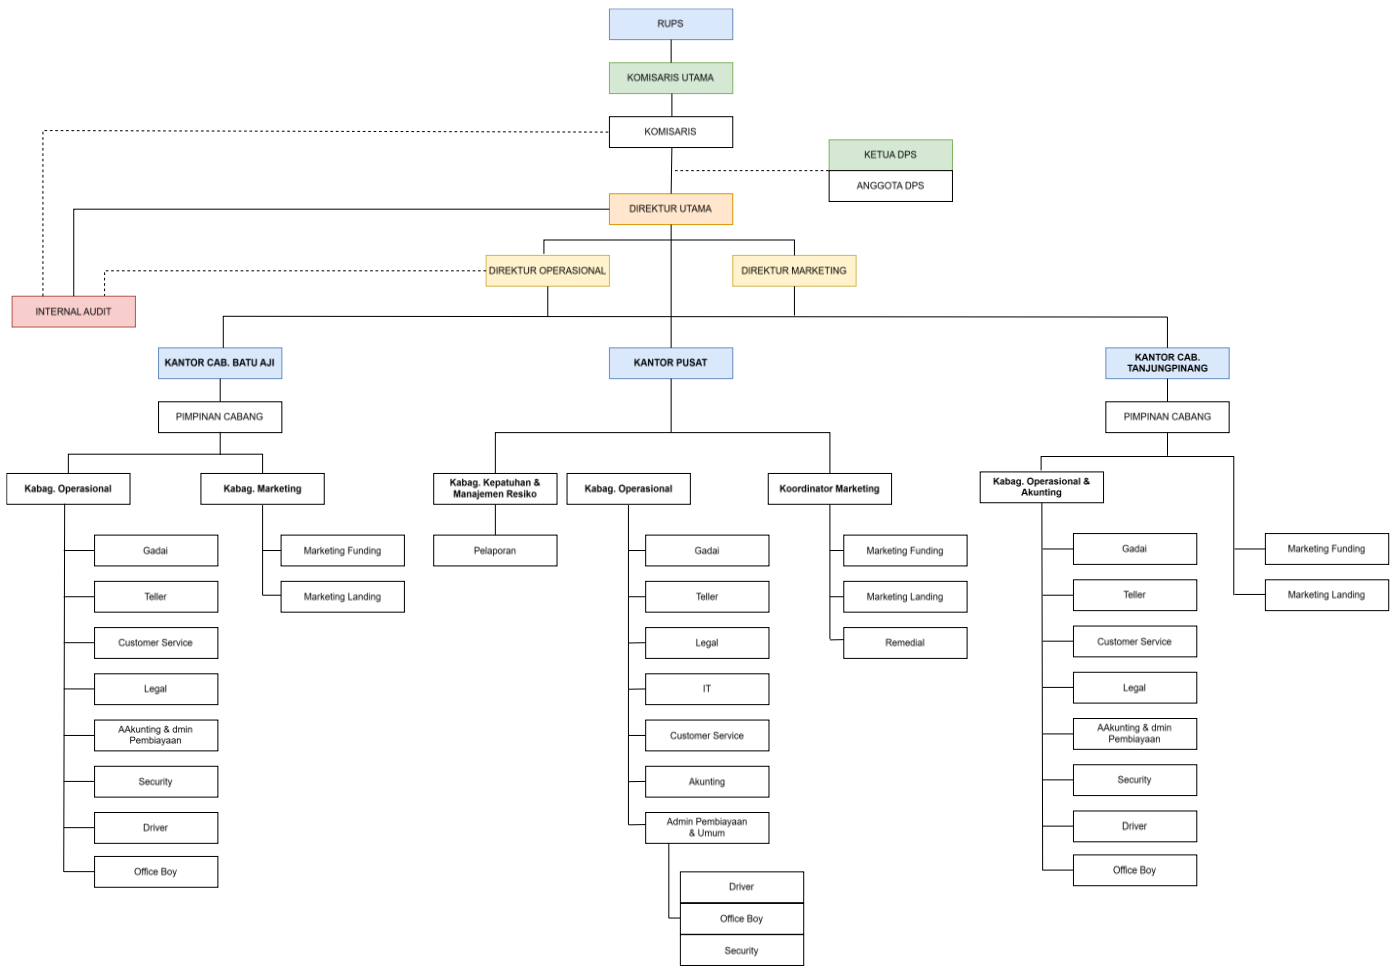 RUPS
KOMISARIS UTAMA
KOMISARIS
KETUA DPS
ANGGOTA DPS
DIREKTUR UTAMA
DIREKTUR OPERASIONAL
DIREKTUR MARKETING
INTERNAL AUDIT
KANTOR CAB. BATU AJI
PIMPINAN CABANG
Kabag. Operasional
Gadai
Teller
Customer Service
Legal
AAkunting & dmin
Pembiayaan
Security
Driver
Office Boy
Kabag. Marketing
Marketing Funding
Marketing Landing
KANTOR PUSAT
Kabag. Kepatuhan &
Manajemen Resiko
Pelaporan
Kabag. Operasional
Gadai
Teller
Legal
IT
Customer Service
Akunting
Admin Pembiayaan
& Umum
Driver
Office Boy
Security
Koordinator Marketing
Marketing Funding
Marketing Landing
Remedial
KANTOR CAB.
TANJUNGPINANG
PIMPINAN CABANG
Kabag. Operasional &
Akunting
Gadai
Teller
Customer Service
Legal
AAkunting & dmin
Pembiayaan
Security
Driver
Office Boy
Marketing Funding
Marketing Landing